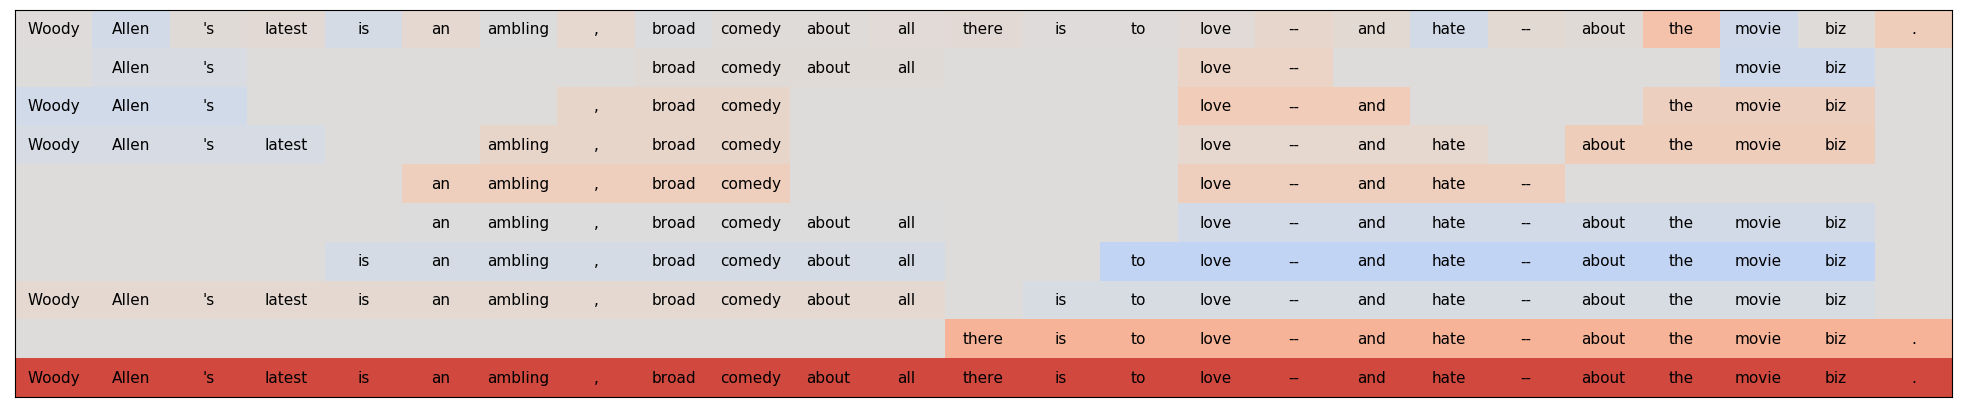 Woody Allen 's latest is an ambling , broad comedy about all there is to love -- and hate -- about the movie biz .
Allen 's broad comedy about all love -- movie biz
Woody Allen 's , broad comedy love -- and the movie biz
Woody Allen 's latest ambling , broad comedy love -- and hate about the movie biz
an ambling , broad comedy love -- and hate --
an ambling , broad comedy about all love -- and hate -- about the movie biz
is an ambling , broad comedy about all to love -- and hate -- about the movie biz
Woody Allen 's latest is an ambling , broad comedy about all is to love -- and hate -- about the movie biz
there is to love -- and hate -- about the movie biz .
Woody Allen 's latest is an ambling , broad comedy about all there is to love -- and hate -- about the movie biz .